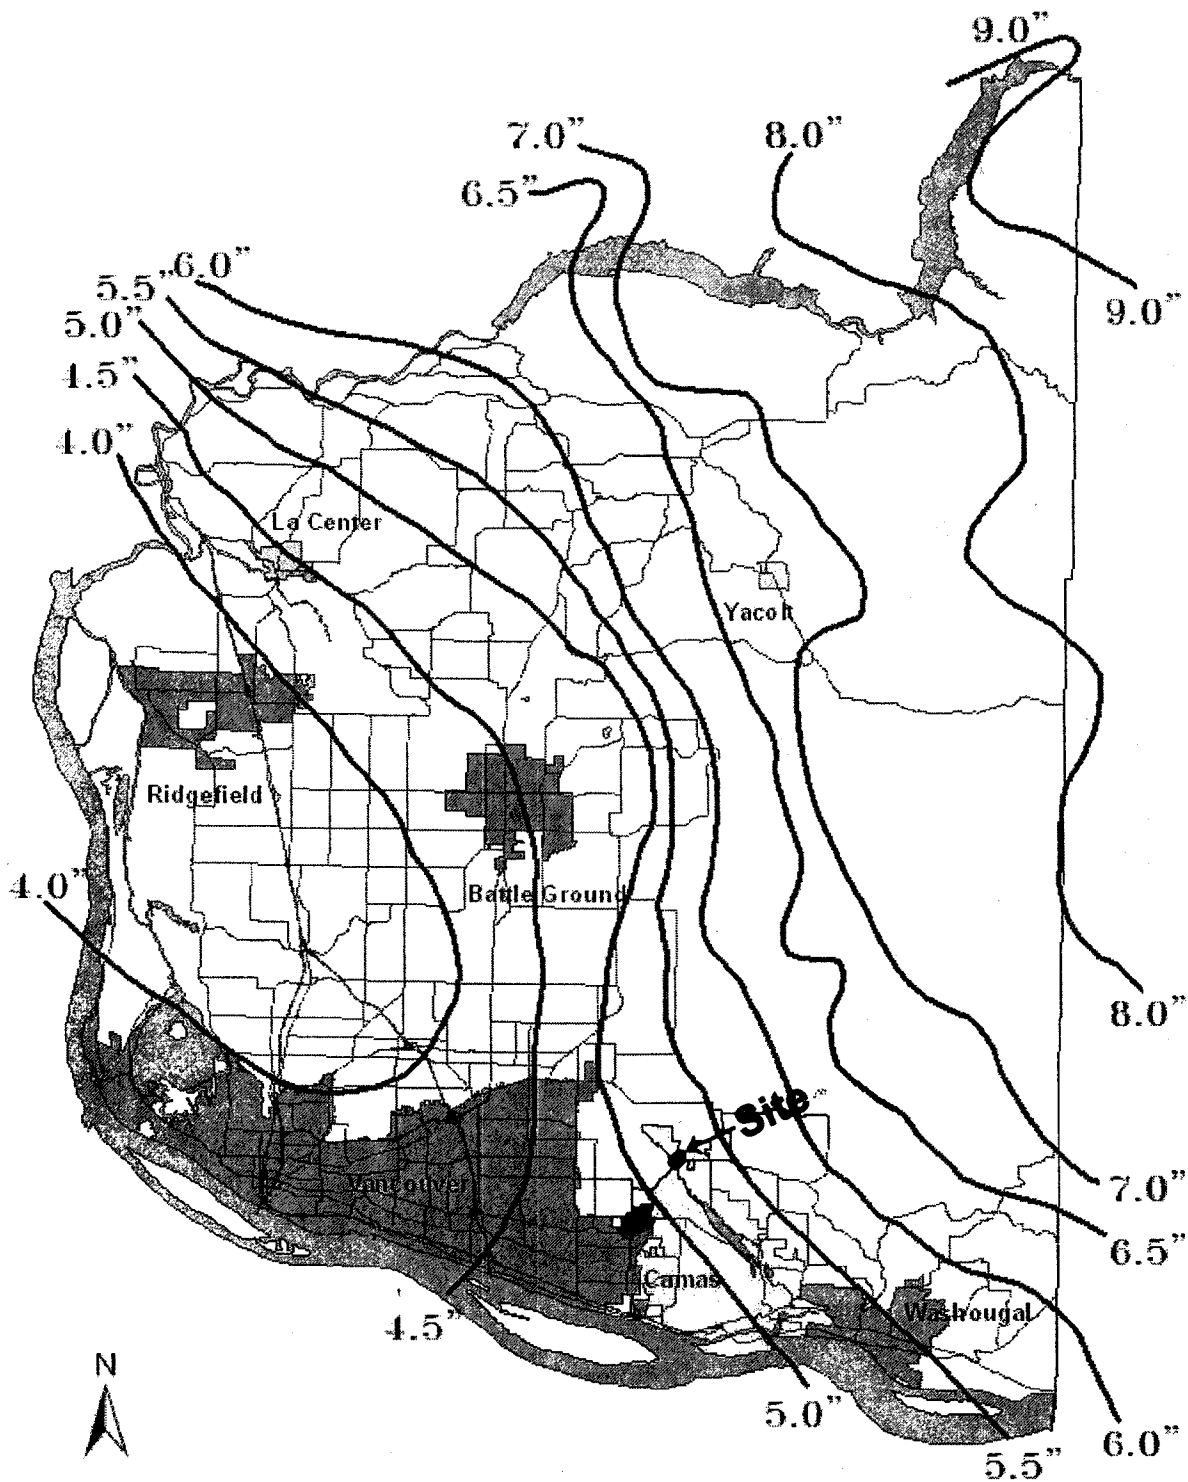 9.0”
7.0”
8.0”
6.5”
6.0”
5.5”
9.0”
5.0”
4.5”
4.0”
La Center
Yacolt
Ridgefield
4.0”
Battle Ground
8.0”
Site
Vancouver
7.0”
6.5”
Camas
Washougal
4.5”
N
5.0”
6.0”
5.5”